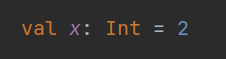 val x: Int = 2